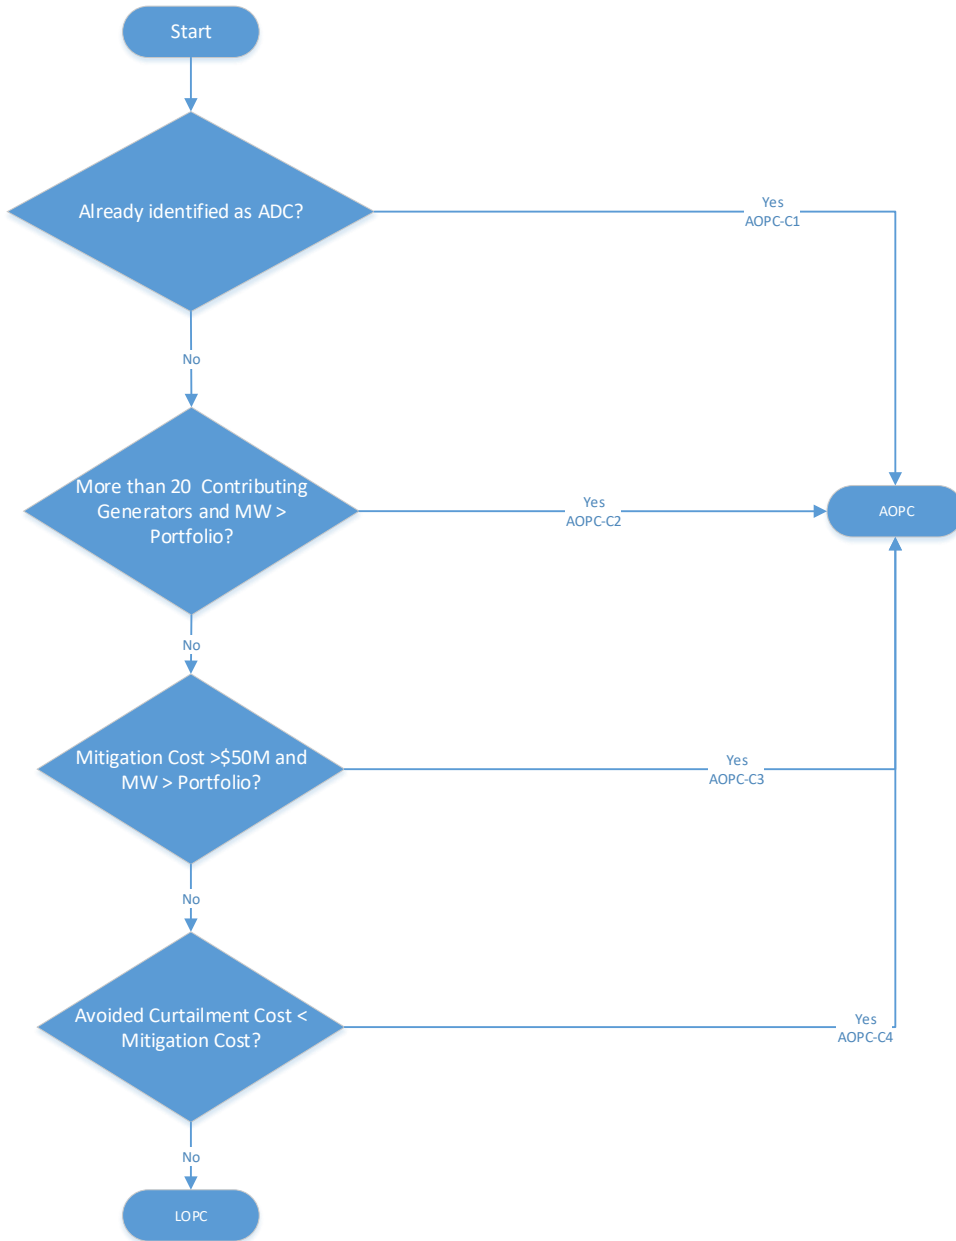 Start
Already identified as ADC?
Yes
AOPC-C1
No
More than 20 Contributing
Generators and MW >
Portfolio?
Yes
AOPC-C2
AOPC
No
Mitigation Cost >$50M and
MW > Portfolio?
Yes
AOPC-C3
No
Avoided Curtailment Cost <
Mitigation Cost?
Yes
AOPC-C4
No
LOPC